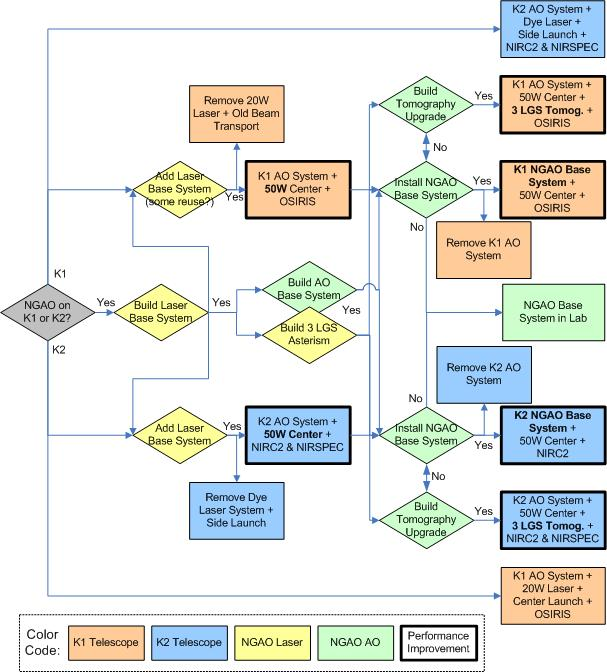 K2 AO System +
Dye Laser +
Side Launch +
NIRC2 & NIRSPEC
Build
Tomography
Upgrade
Yes
K1 AO System +
50W Center +
3 LGS Tomog. +
OSIRIS
Remove 20W
Laser + Old Beam
Transport
No
Add Laser
Base System
(some reuse?)
Yes
K1 AO System +
50W Center +
OSIRIS
Install NGAO
Base System
Yes
K1 NGAO Base
System +
50W Center +
OSIRIS
No
Remove K1 AO
System
K1
NGAO on
K1 or K2?
Yes
Build Laser
Base System
Yes
Build AO
Base System
Yes
Build 3 LGS
Asterism
NGAO Base
System in Lab
K2
Remove K2 AO
System
No
Add Laser
Base System
Yes
K2 AO System +
50W Center +
NIRC2 & NIRSPEC
Install NGAO
Base System
Yes
K2 NGAO Base
System +
50W Center +
NIRC2
No
Remove Dye
Laser System +
Side Launch
Build
Tomography
Upgrade
Yes
K2 AO System +
50W Center +
3 LGS Tomog. +
NIRC2 & NIRSPEC
K1 AO System +
20W Laser +
Center Launch +
OSIRIS
Color
Code:
K1 Telescope
K2 Telescope
NGAO Laser
NGAO AO
Performance
Improvement